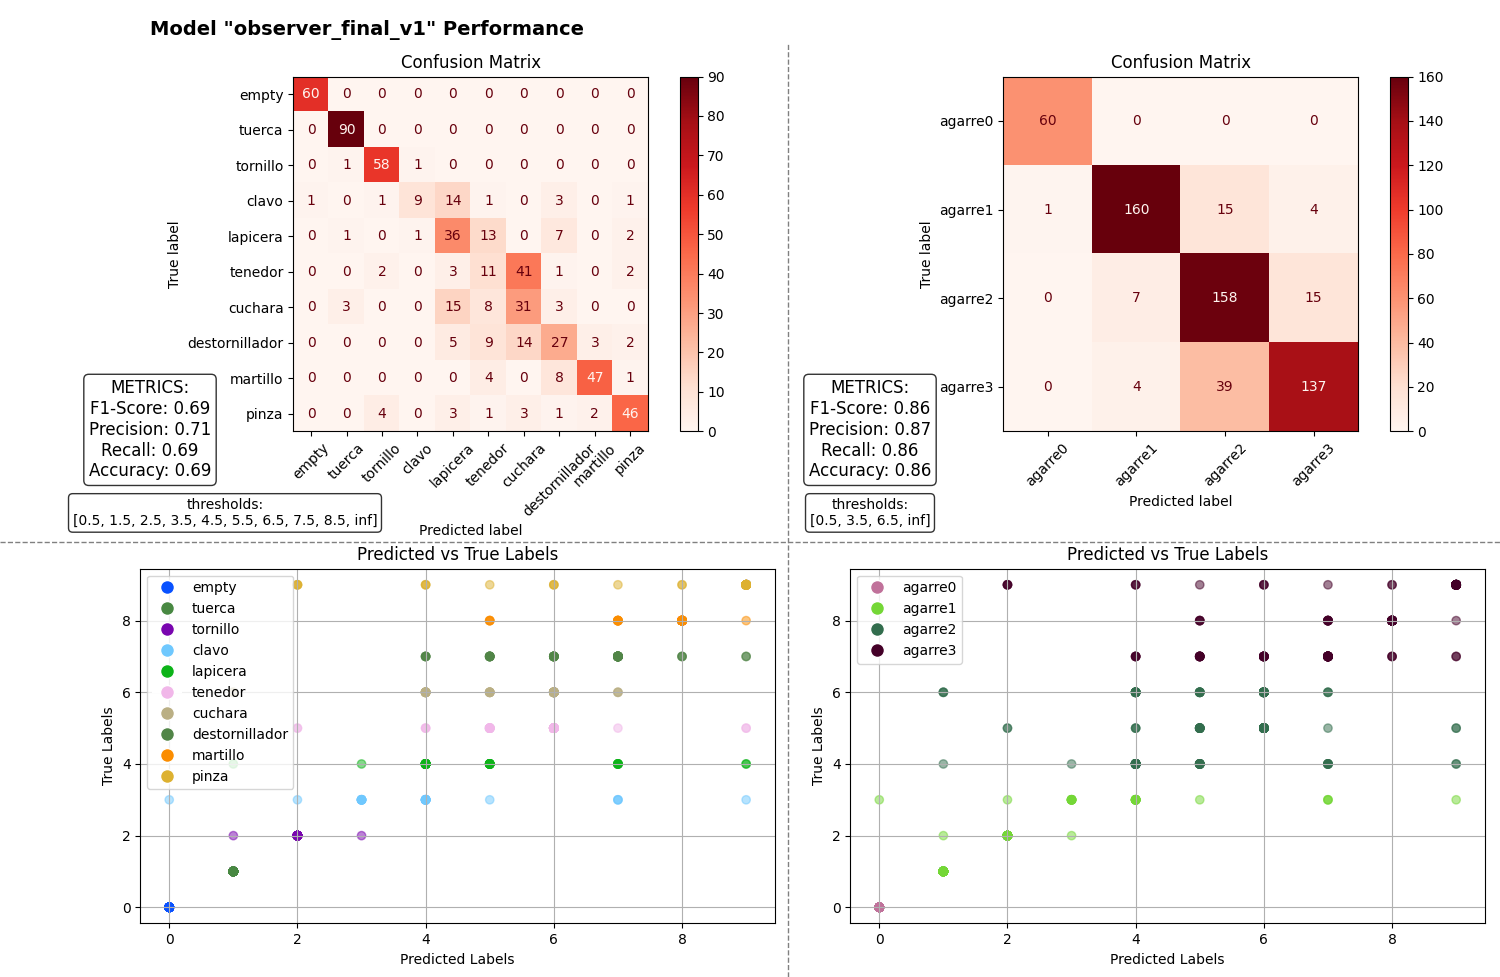 Model "observer_final_v1" Performance
Confusion Matrix
True label
empty 60 0 0 0 0 0 0 0 0 0
tuerca 0 90 0 0 0 0 0 0 0 0
tornillo 0 1 58 1 0 0 0 0 0 0
clavo 1 0 1 9 14 1 0 3 0 1
lapicera 0 1 0 1 36 13 0 7 0 2
tenedor 0 0 2 0 3 11 41 1 0 2
cuchara 0 3 0 0 15 8 31 3 0 0
destornillador 0 0 0 0 5 9 14 27 3 2
martillo 0 0 0 0 0 4 0 8 47 1
pinza 0 0 4 0 3 1 3 1 2 46
empty tuerca tornillo clavo lapicera tenedor cuchara destornillador martillo pinza
Predicted label
90
80
70
60
50
40
30
20
10
0
METRICS:
F1-Score: 0.69
Precision: 0.71
Recall: 0.69
Accuracy: 0.69
thresholds:
[0.5, 1.5, 2.5, 3.5, 4.5, 5.5, 6.5, 7.5, 8.5, inf]
Confusion Matrix
True label
agarre0 60 0 0 0
agarre1 1 160 15 4
agarre2 0 7 158 15
agarre3 0 4 39 137
agarre0 agarre1 agarre2 agarre3
Predicted label
160
140
120
100
80
60
40
20
0
METRICS:
F1-Score: 0.86
Precision: 0.87
Recall: 0.86
Accuracy: 0.86
thresholds:
[0.5, 3.5, 6.5, inf]
Predicted vs True Labels
True Labels
8
6
4
2
0
empty
tuerca
tornillo
clavo
lapicera
tenedor
cuchara
destornillador
martillo
pinza
0 2 4 6 8
Predicted Labels
Predicted vs True Labels
True Labels
8
6
4
2
0
agarre0
agarre1
agarre2
agarre3
0 2 4 6 8
Predicted Labels